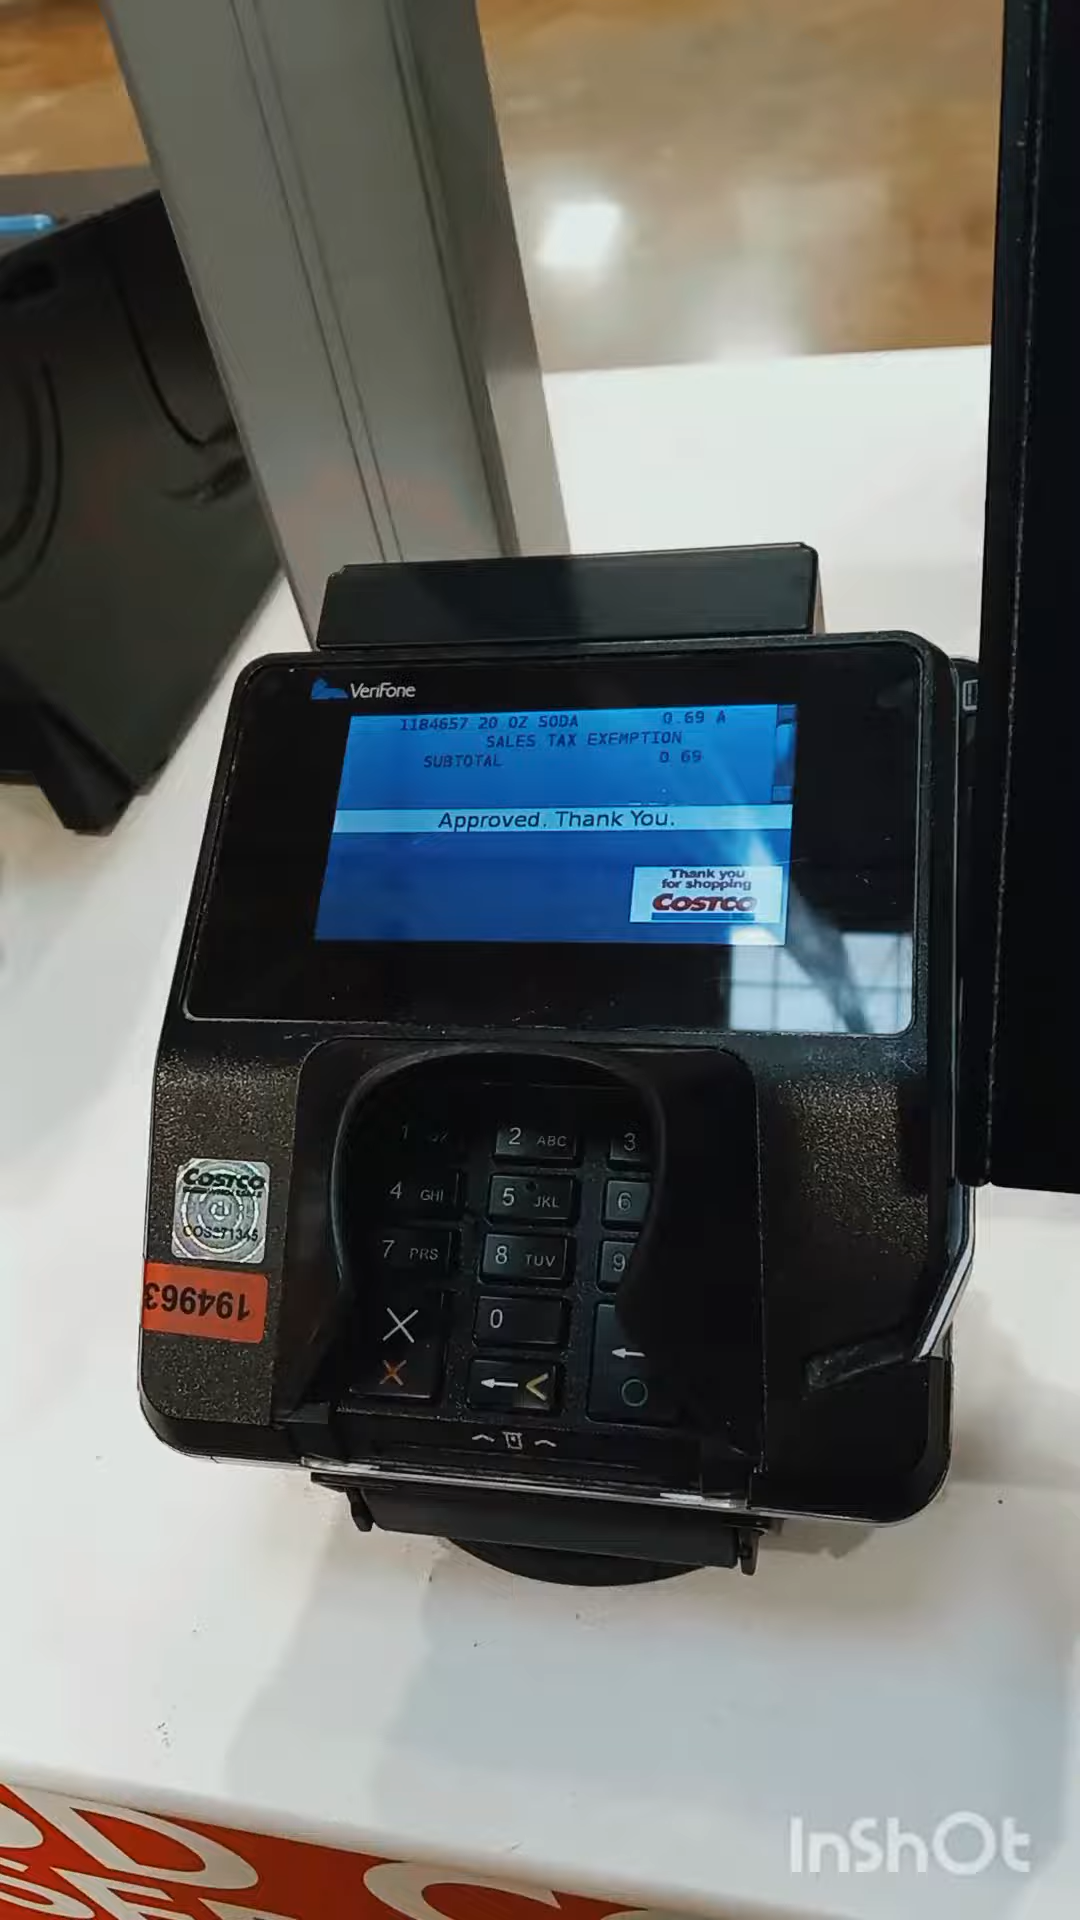 VeriFone
1184657 20 OZ SODA 0.69 A
SALES TAX EXEMPTION
SUBTOTAL 0.69
Approved. Thank You.
Thank you
for shopping
COSTCO
1
2 ABC
3
4 GHI
5 JKL
6
7 PRS
8 TUV
9
0
COSTCO
COS271345
194963
InShOt